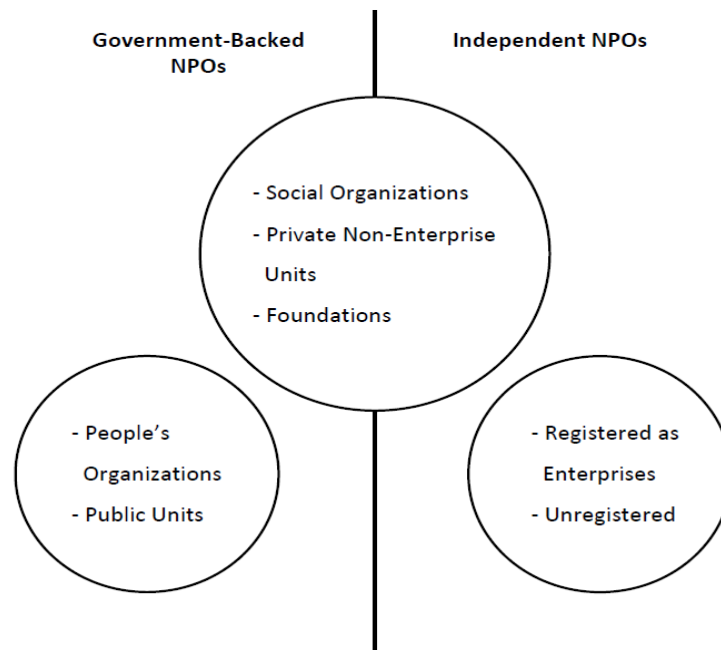 Government-Backed
NPOs
Independent NPOs
- Social Organizations
- Private Non-Enterprise
Units
- Foundations
- People’s
Organizations
- Public Units
- Registered as
Enterprises
- Unregistered